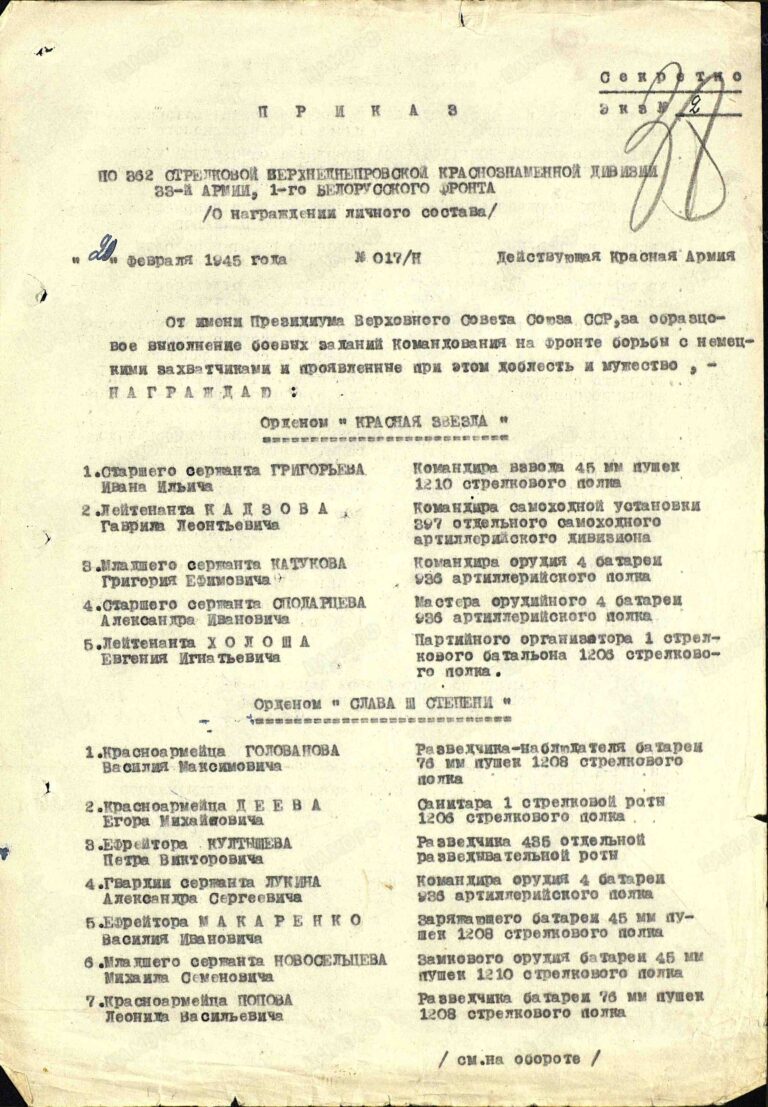 Секретно
Экз № 2
38
П Р И К А З
ПО 362 СТРЕЛКОВОЙ ВЕРХНЕДНЕПРОВСКОЙ КРАСНОЗНАМЕННОЙ ДИВИЗИИ
33-й АРМИИ, 1-го БЕЛОРУССКОГО ФРОНТА
/О награждении личного состава/
" 20 " февраля 1945 года № 017/Н Действующая Красная Армия
От имени Президиума Верховного Совета Союза ССР, за образцо-
вое выполнение боевых заданий Командования на фронте борьбы с немец-
кими захватчиками и проявленные при этом доблесть и мужество , -
Н А Г Р А Ж Д А Ю :
Орденом " КРАСНАЯ ЗВЕЗДА "
1.Старшего сержанта ГРИГОРЬЕВА Командира взвода 45 мм пушек
Ивана Ильича 1210 стрелкового полка
2.Лейтенанта К А Д З О В А Командира самоходной установки
Гаврила Леонтьевича 397 отдельного самоходного
артиллерийского дивизиона
3.Младшего сержанта КАТУКОВА Командира орудия 4 батареи
Григория Ефимовича 936 артиллерийского полка
4.Старшего сержанта СПОДАРЦЕВА Мастера орудийного 4 батареи
Александра Ивановича 936 артиллерийского полка
5.Лейтенанта Х О Л О Ш А Партийного организатора 1 стрел-
Евгения Игнатьевича кового батальона 1206 стрелково-
го полка.
Орденом " СЛАВА Ш СТЕПЕНИ "
1.Красноармейца ГОЛОВАНОВА Разведчика-наблюдателя батареи
Василия Максимовича 76 мм пушек 1208 стрелкового
полка
2.Красноармейца Д Е Е В А Санитара 1 стрелковой роты
Егора Михайловича 1206 стрелкового полка
3.Ефрейтора КУЛТЫШЕВА Разведчика 435 отдельной
Петра Викторовича разведывательной роты
4.Гвардии сержанта ЛУКИНА Командира орудия 4 батареи
Александра Сергеевича 936 артиллерийского полка
5.Ефрейтора М А К А Р Е Н К О Заряжающего батареи 45 мм пу-
Василия Ивановича шек 1208 стрелкового полка
6.Младшего сержанта НОВОСЕЛЬЦЕВА Замкового орудия батареи 45 мм
Михаила Семеновича пушек 1210 стрелкового полка
7.Красноармейца ПОПОВА Разведчика батареи 76 мм пушек
Леонида Васильевича 1208 стрелкового полка
/ см.на обороте /